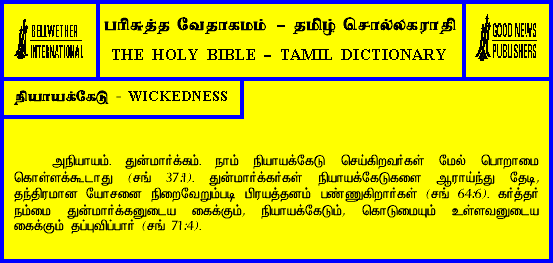 BELLWETHER
INTERNATIONAL
பரிசுத்த வேதாகமம் – தமிழ் சொல்லகராதி
THE HOLY BIBLE – TAMIL DICTIONARY
GOOD NEWS
PUBLISHERS
நியாயக்கேடு - WICKEDNESS
அநியாயம். துன்மார்க்கம். நாம் நியாயக்கேடு செய்கிறவர்கள் மேல் பொறாமை
கொள்ளக்கூடாது (சங் 37:1). துன்மார்க்கர்கள் நியாயக்கேடுகளை ஆராய்ந்து தேடி,
தந்திரமான யோசனை நிறைவேறும்படி பிரயத்தனம் பண்ணுகிறார்கள் (சங் 64:6). கர்த்தர்
நம்மை துன்மார்க்கனுடைய கைக்கும், நியாயக்கேடும், கொடுமையும் உள்ளவனுடைய
கைக்கும் தப்புவிப்பார் (சங் 71:4).